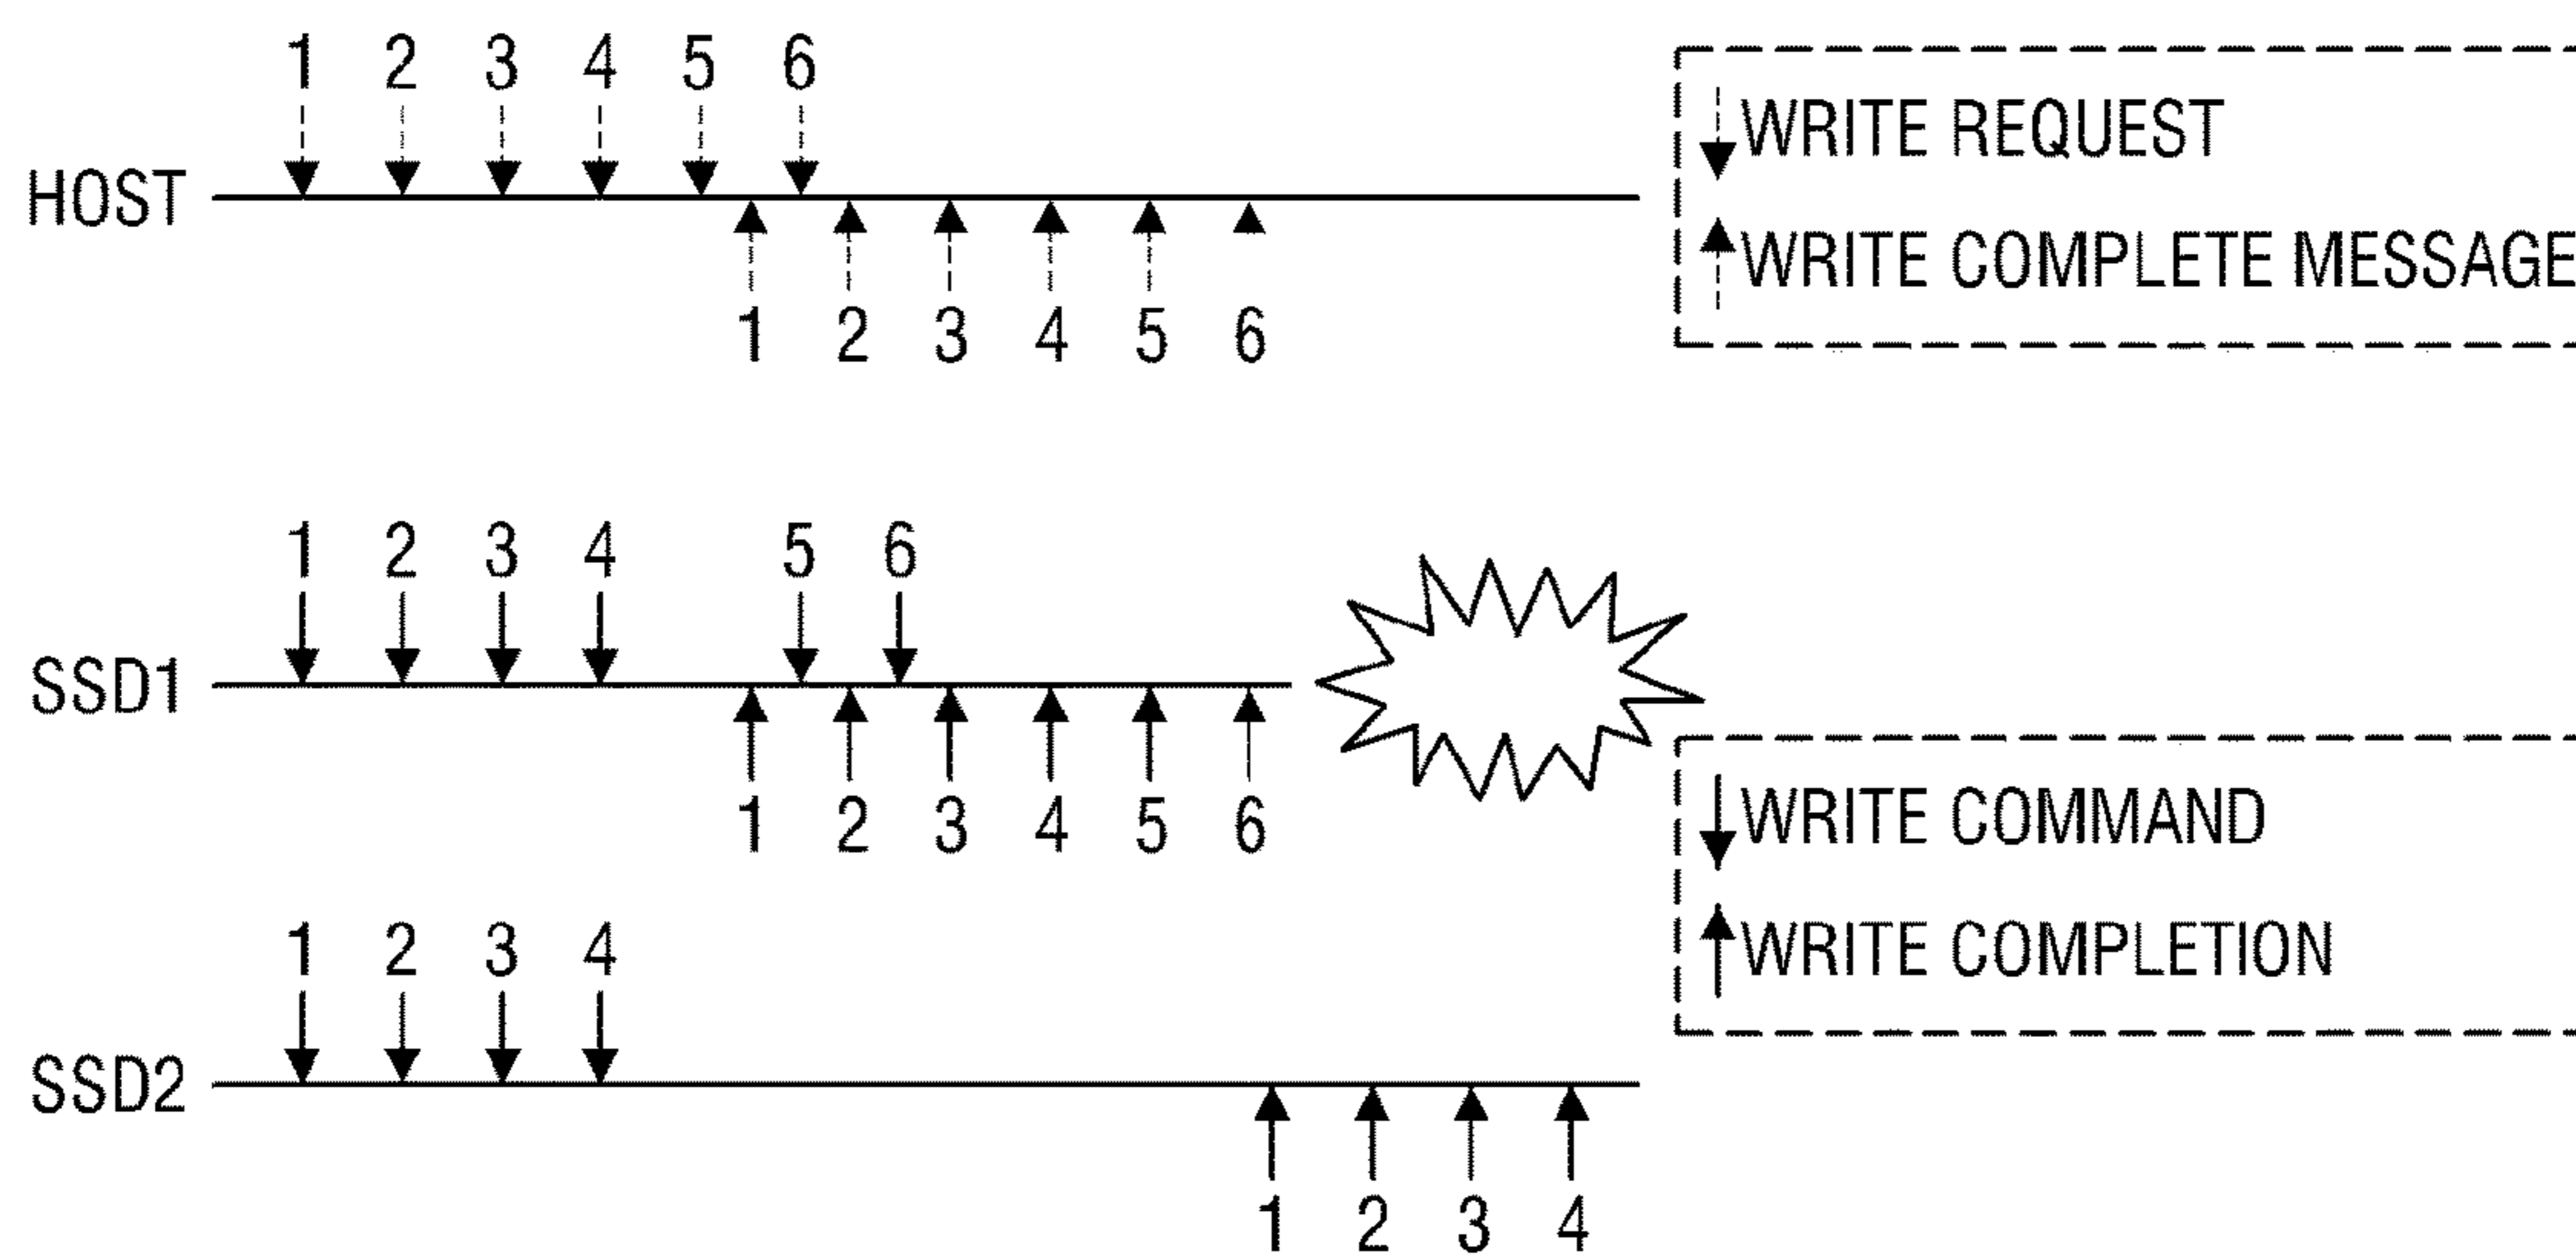 1 2 3 4 5 6
HOST
1 2 3 4 5 6
WRITE REQUEST
WRITE COMPLETE MESSAGE
1 2 3 4 5 6
SSD1
1 2 3 4 5 6
WRITE COMMAND
WRITE COMPLETION
1 2 3 4
SSD2
1 2 3 4